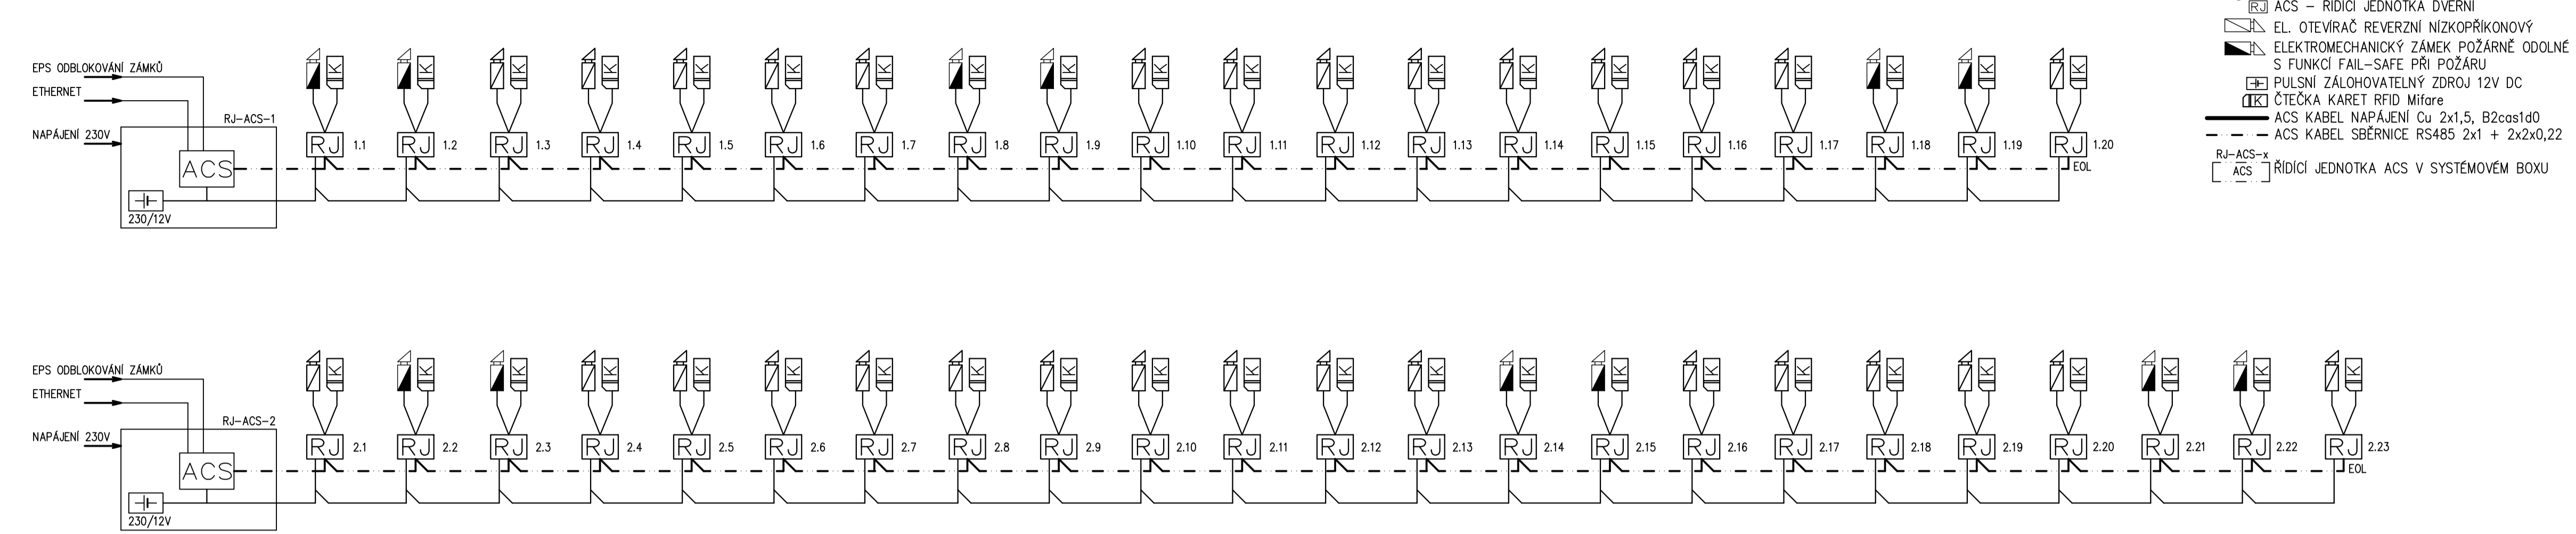 RJ ACS – ŘÍDÍCÍ JEDNOTKA DVEŘNÍ
EL. OTEVÍRAČ REVERZNÍ NÍZKOPŘÍKONOVÝ
ELEKTROMECHANICKÝ ZÁMEK POŽÁRNĚ ODOLNÉ
S FUNKCÍ FAIL–SAFE PŘI POŽÁRU
PULSNÍ ZÁLOHOVATELNÝ ZDROJ 12V DC
K ČTEČKA KARET RFID Mifare
ACS KABEL NAPÁJENÍ Cu 2x1,5, B2cas1d0
ACS KABEL SBĚRNICE RS485 2x1 + 2x2x0,22
RJ–ACS–x
ACS ŘÍDÍCÍ JEDNOTKA ACS V SYSTÉMOVÉM BOXU
EPS ODBLOKOVÁNÍ ZÁMKŮ
ETHERNET
NAPÁJENÍ 230V
RJ–ACS–1
ACS
230/12V
K K K K K K K K K K K K K K K K K K K K
RJ 1.1 RJ 1.2 RJ 1.3 RJ 1.4 RJ 1.5 RJ 1.6 RJ 1.7 RJ 1.8 RJ 1.9 RJ 1.10 RJ 1.11 RJ 1.12 RJ 1.13 RJ 1.14 RJ 1.15 RJ 1.16 RJ 1.17 RJ 1.18 RJ 1.19 RJ 1.20
EOL
EPS ODBLOKOVÁNÍ ZÁMKŮ
ETHERNET
NAPÁJENÍ 230V
RJ–ACS–2
ACS
230/12V
K K K K K K K K K K K K K K K K K K K K K K K
RJ 2.1 RJ 2.2 RJ 2.3 RJ 2.4 RJ 2.5 RJ 2.6 RJ 2.7 RJ 2.8 RJ 2.9 RJ 2.10 RJ 2.11 RJ 2.12 RJ 2.13 RJ 2.14 RJ 2.15 RJ 2.16 RJ 2.17 RJ 2.18 RJ 2.19 RJ 2.20 RJ 2.21 RJ 2.22 RJ 2.23
EOL